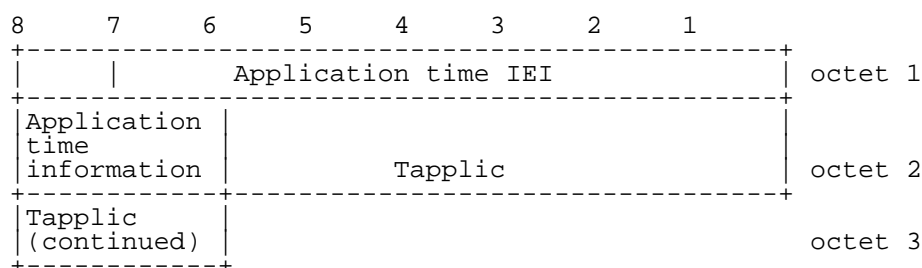 8 7 6 5 4 3 2 1
Application time IEI octet 1
Application
time
information Tapplic octet 2
Tapplic
(continued) octet 3